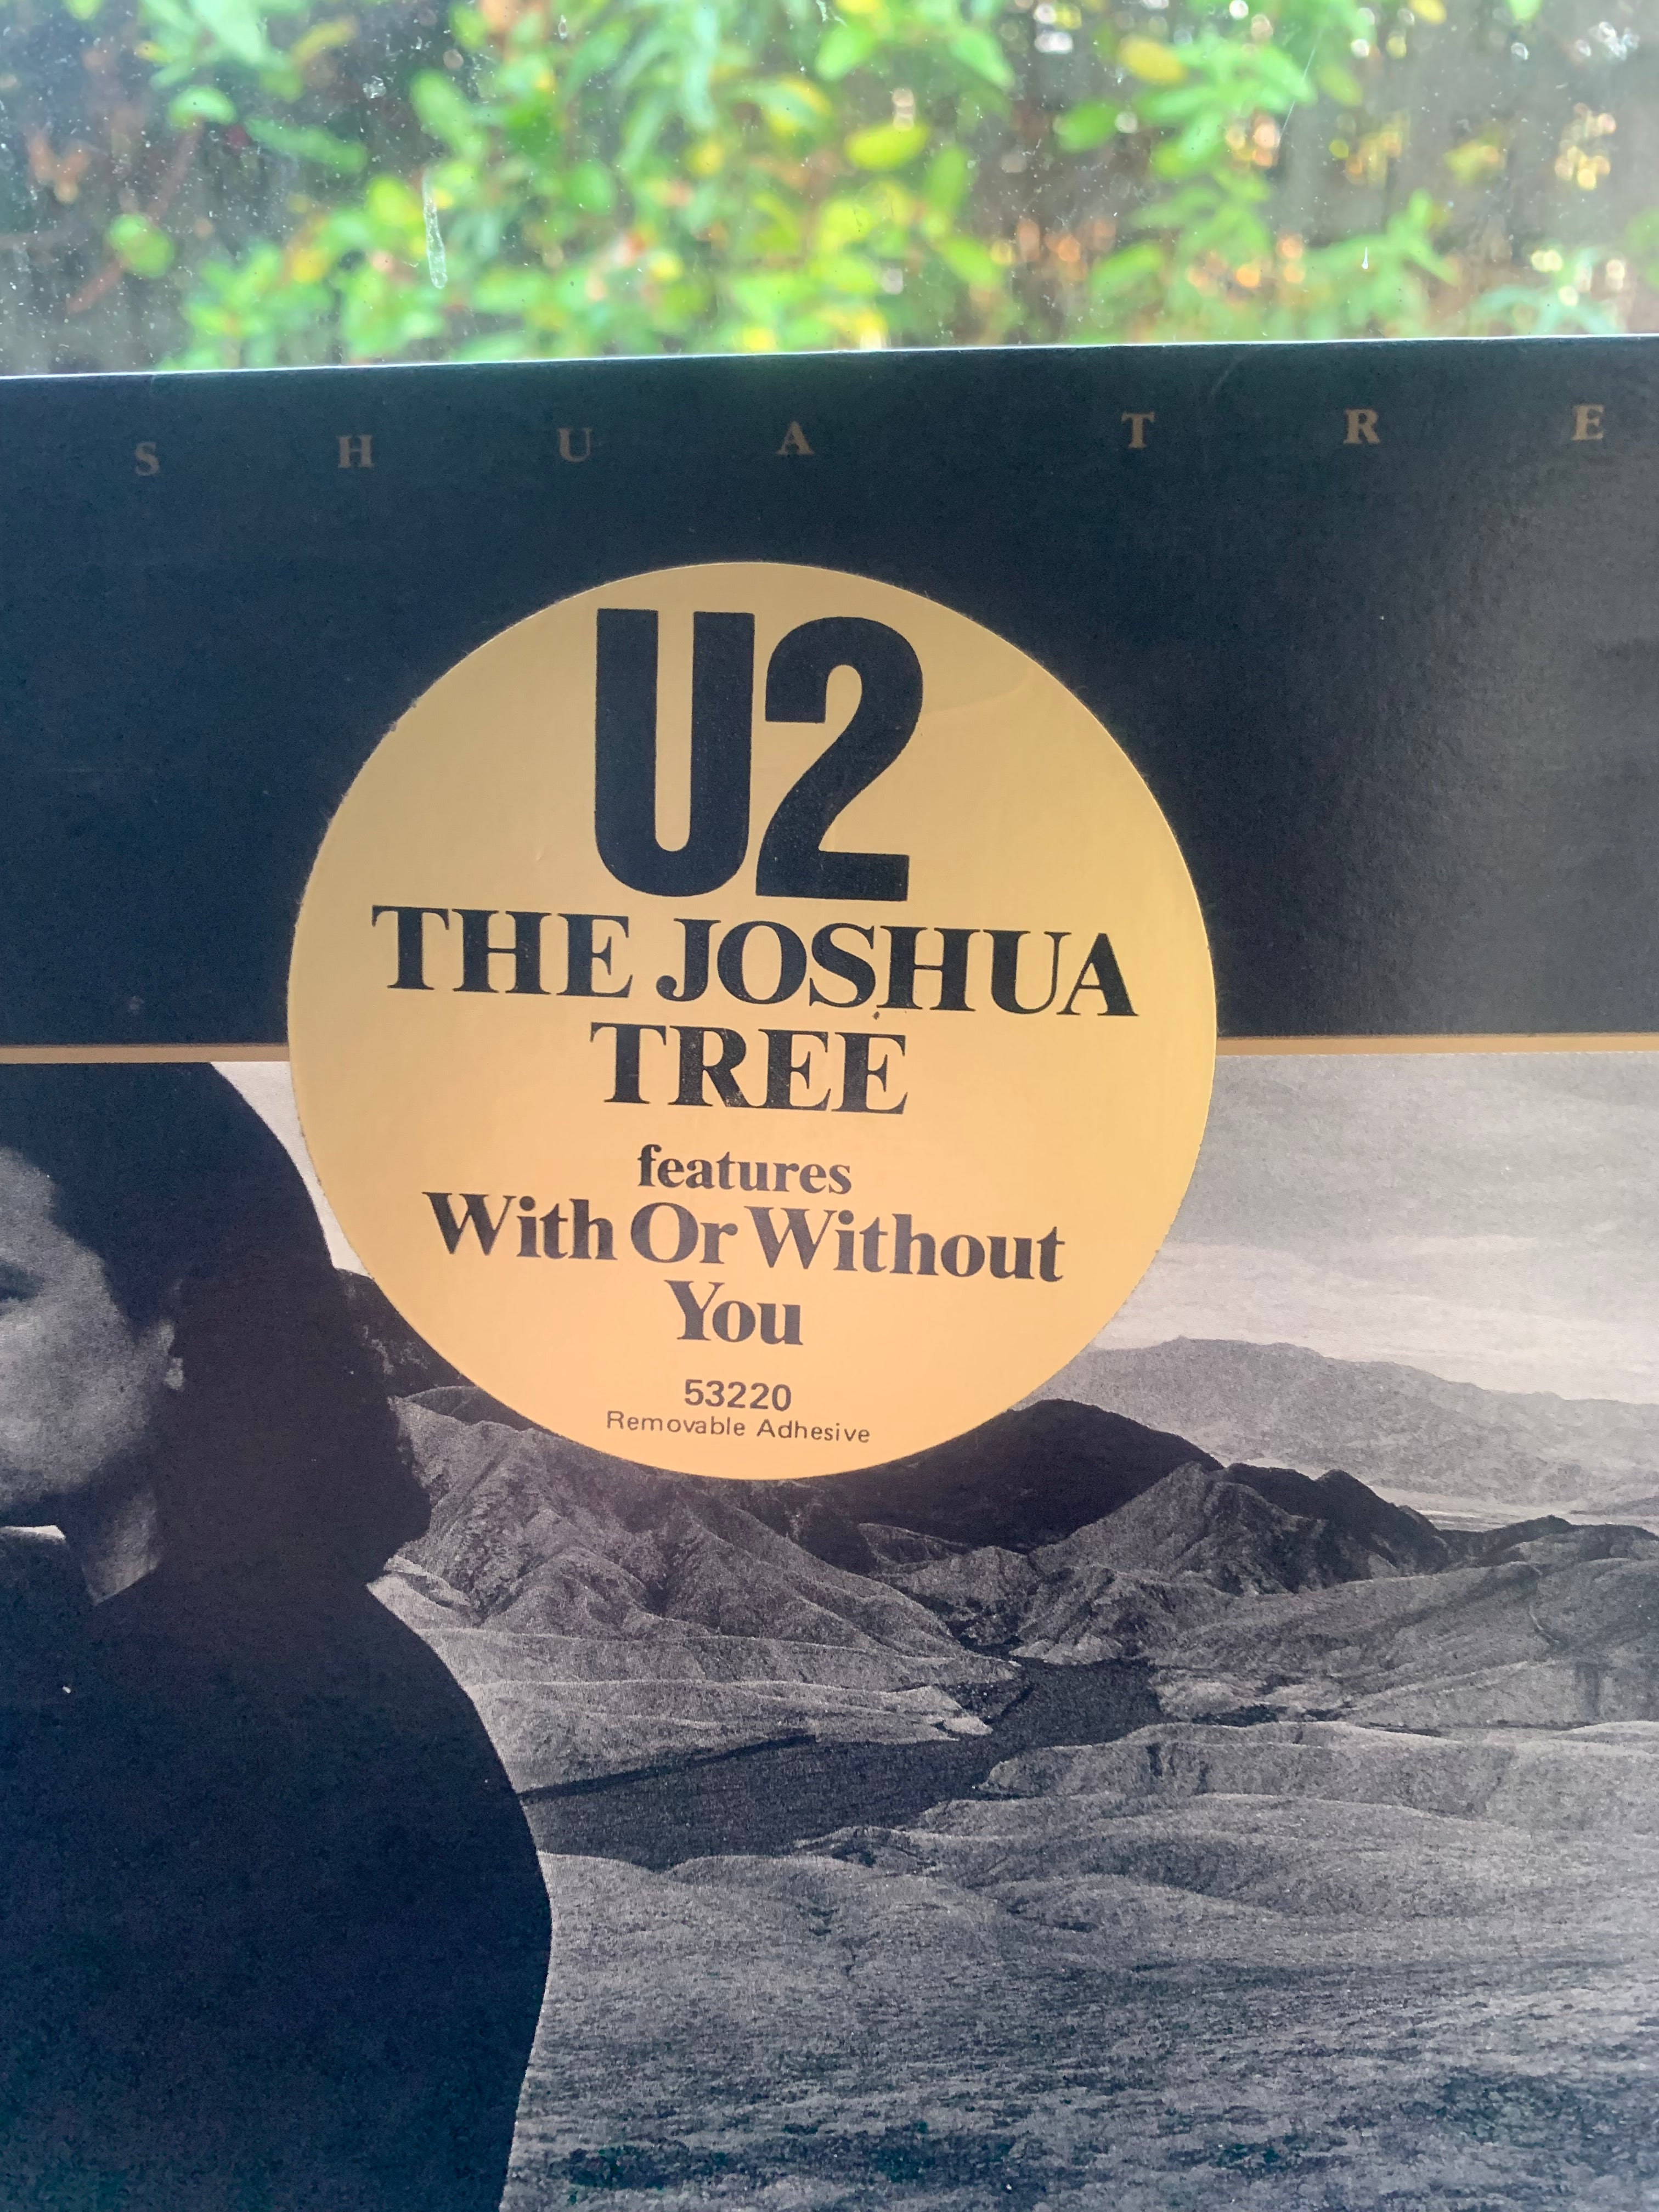 S H U A T R E
U2
THE JOSHUA
TREE
features
With Or Without
You
53220
Removable Adhesive